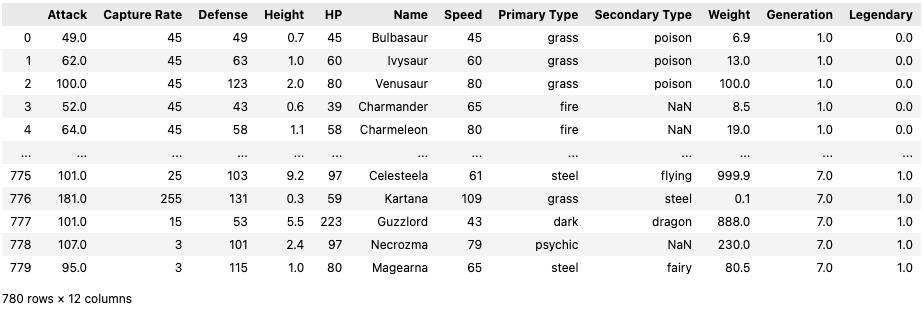 Attack Capture Rate Defense Height HP Name Speed Primary Type Secondary Type Weight Generation Legendary
0 49.0 45 49 0.7 45 Bulbasaur 45 grass poison 6.9 1.0 0.0
1 62.0 45 63 1.0 60 Ivysaur 60 grass poison 13.0 1.0 0.0
2 100.0 45 123 2.0 80 Venusaur 80 grass poison 100.0 1.0 0.0
3 52.0 45 43 0.6 39 Charmander 65 fire NaN 8.5 1.0 0.0
4 64.0 45 58 1.1 58 Charmeleon 80 fire NaN 19.0 1.0 0.0
... ... ... ... ... ... ... ... ... ... ... ... ...
775 101.0 25 103 9.2 97 Celesteela 61 steel flying 999.9 7.0 1.0
776 181.0 255 131 0.3 59 Kartana 109 grass steel 0.1 7.0 1.0
777 101.0 15 53 5.5 223 Guzzlord 43 dark dragon 888.0 7.0 1.0
778 107.0 3 101 2.4 97 Necrozma 79 psychic NaN 230.0 7.0 1.0
779 95.0 3 115 1.0 80 Magearna 65 steel fairy 80.5 7.0 1.0
780 rows × 12 columns